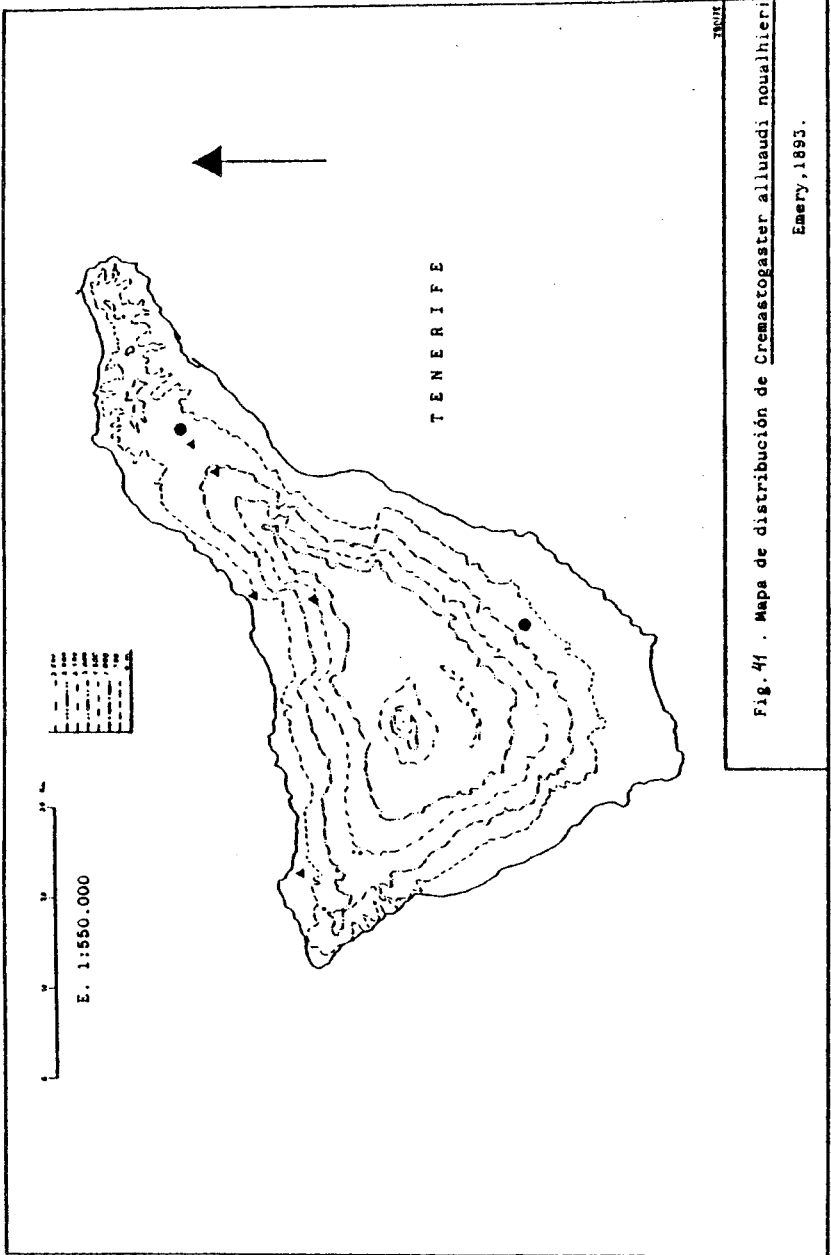 TENERIFE
E. 1:550.000
Fig. 41 . Mapa de distribución de Cremastogaster alluaudi noualhieri
Emery,1893.